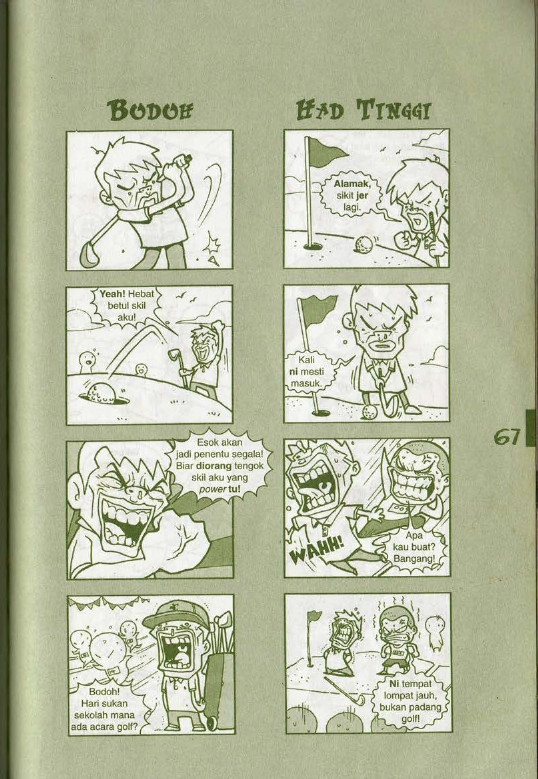 BODOH
Yeah! Hebat
betul skil
aku!
Esok akan
jadi penentu segala!
Biar diorang tengok
skil aku yang
power tu!
Bodoh!
Hari sukan
sekolah mana
ada acara golf?
HAD TINGGI
Alamak,
sikit jer
lagi.
Kali
ni mesti
masuk.
WAHH!
Apa
kau buat?
Bangang!
Ni tempat
lompat jauh,
bukan padang
golf!
67